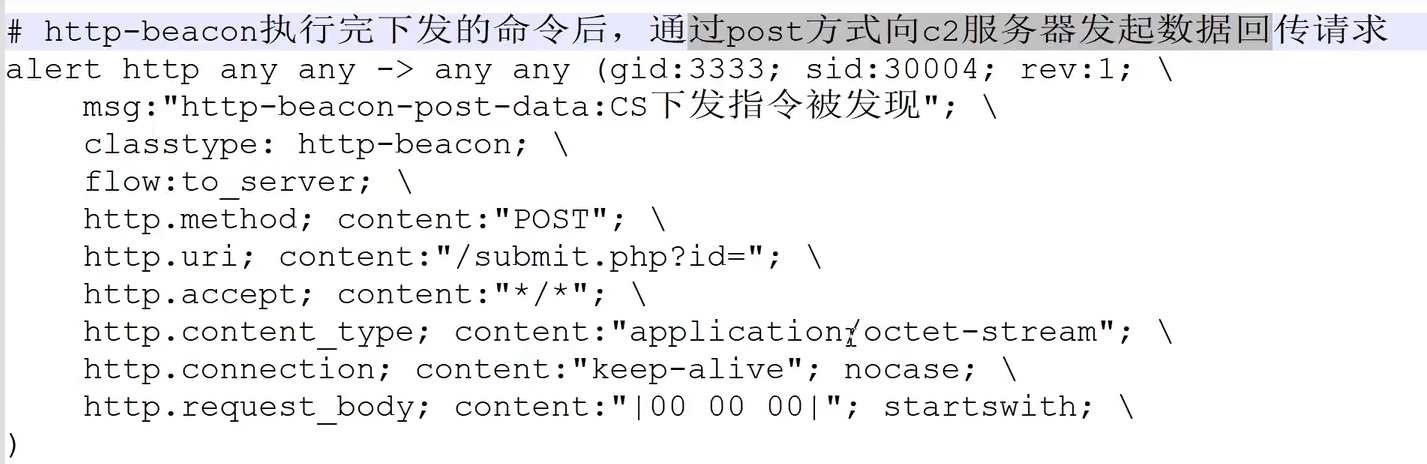 # http-beacon执行完下发的命令后，通过post方式向c2服务器发起数据回传请求
alert http any any -> any any (gid:3333; sid:30004; rev:1; \
    msg:"http-beacon-post-data:CS下发指令被发现"; \
    classtype: http-beacon; \
    flow:to_server; \
    http.method; content:"POST"; \
    http.uri; content:"/submit.php?id="; \
    http.accept; content:"*/*"; \
    http.content_type; content:"application/octet-stream"; \
    http.connection; content:"keep-alive"; nocase; \
    http.request_body; content:"|00 00 00|"; startswith; \
)